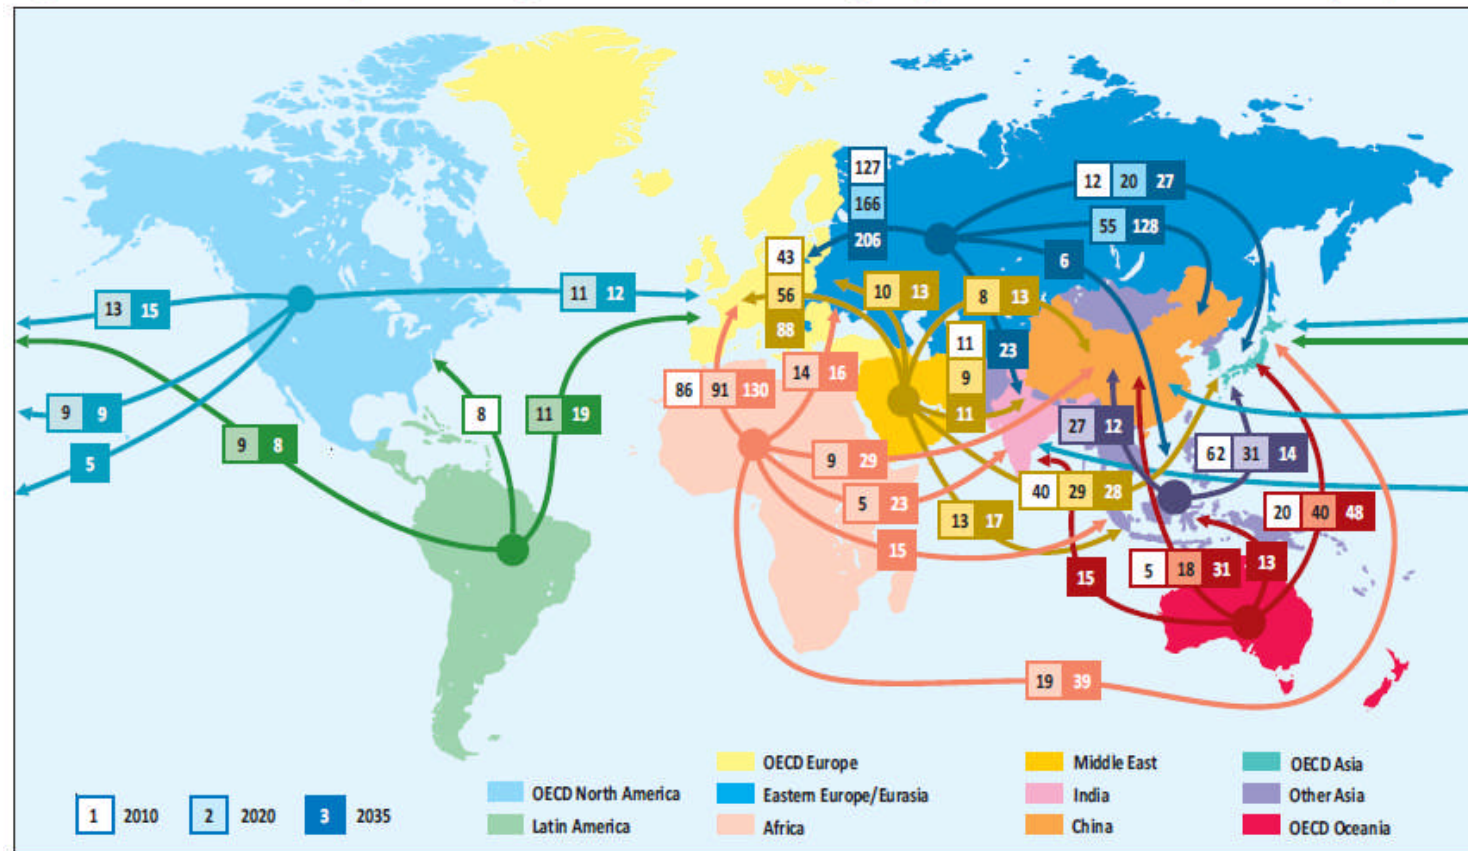 127
12 20 27
166
55 128
206
43
6
56
10 13
8 13
11 12
13 15
88
11
23
9
14 16
86 91 130
11
9 9
8
11 19
27 12
9 8
62 31 14
9 29
5
40 29 28
5 23
20 40 48
13 17
15
13
5 18 31
15
19 39
OECD Europe
Middle East
OECD Asia
OECD North America
Eastern Europe/Eurasia
India
Other Asia
1 2010
2 2020
3 2035
Latin America
Africa
China
OECD Oceania